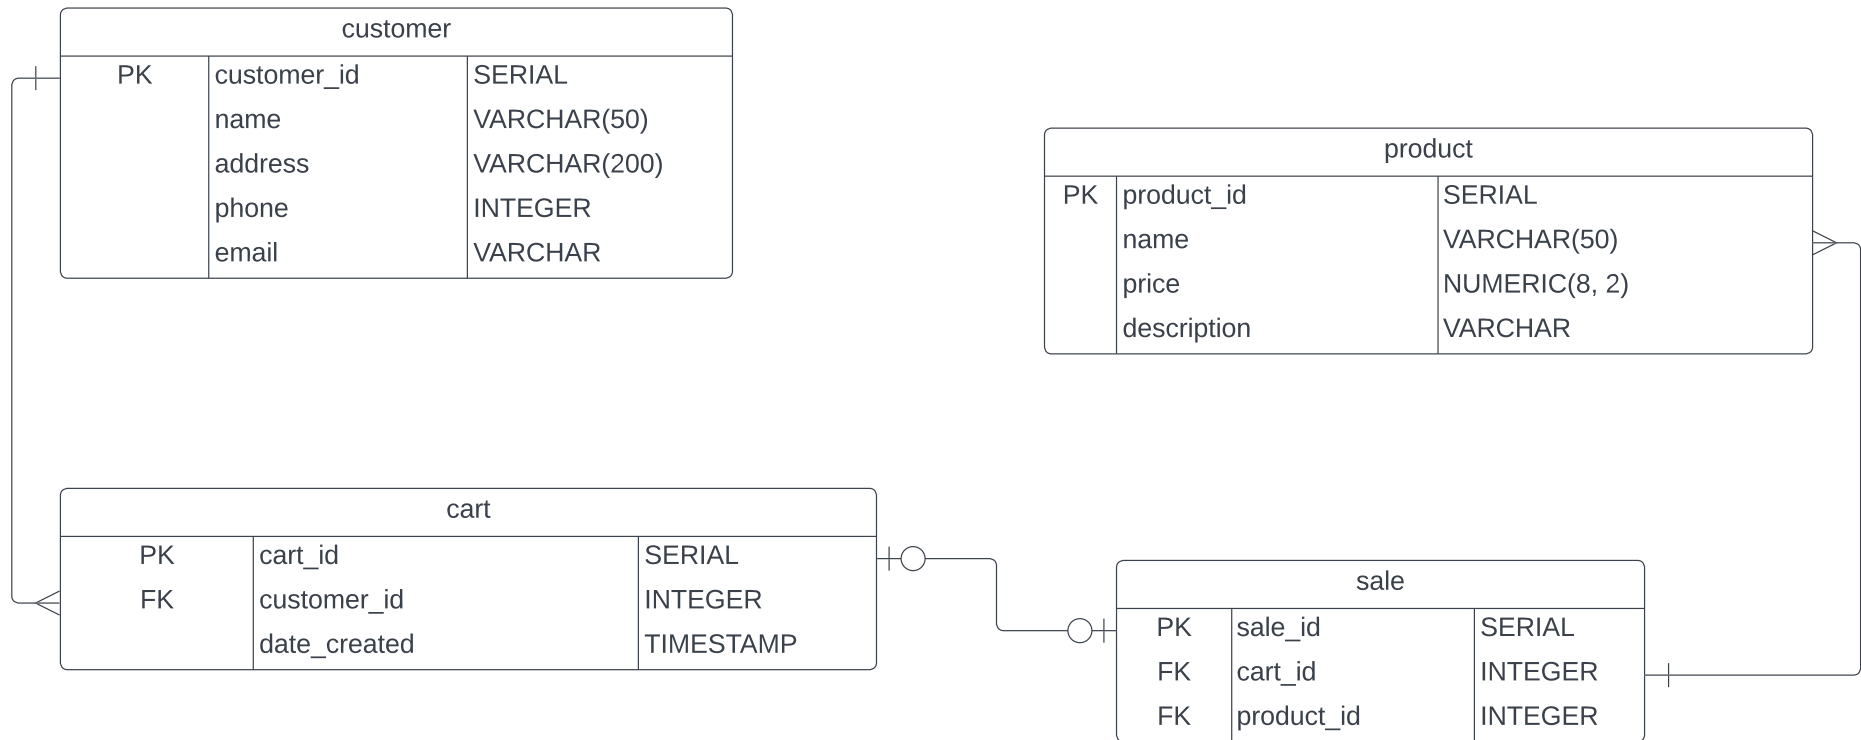 customer
PK customer_id SERIAL
name VARCHAR(50)
address VARCHAR(200)
phone INTEGER
email VARCHAR
product
PK product_id SERIAL
name VARCHAR(50)
price NUMERIC(8, 2)
description VARCHAR
cart
PK cart_id SERIAL
FK customer_id INTEGER
date_created TIMESTAMP
sale
PK sale_id SERIAL
FK cart_id INTEGER
FK product_id INTEGER